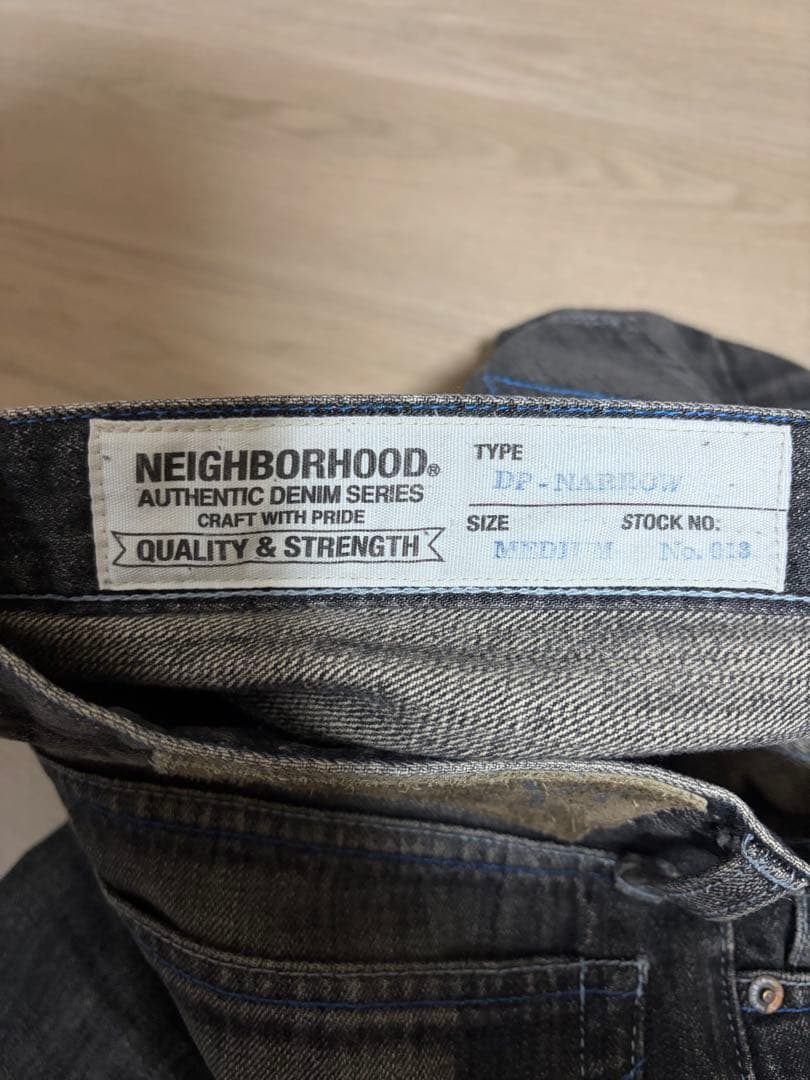 NEIGHBORHOOD®
AUTHENTIC DENIM SERIES
CRAFT WITH PRIDE
QUALITY & STRENGTH
TYPE
DP-NARROW
SIZE
STOCK NO:
MEDIUM
No. 013